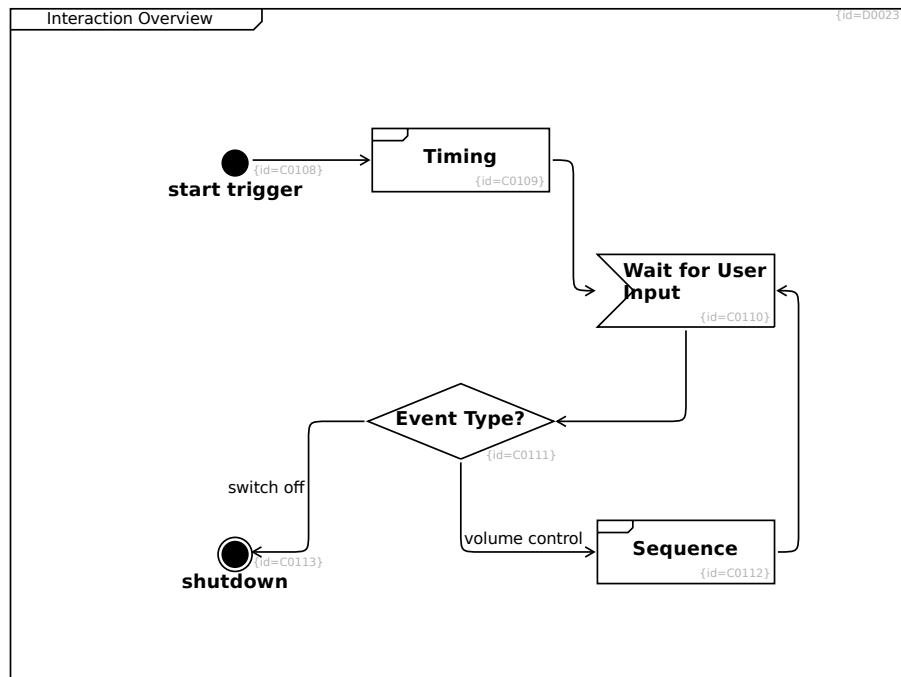 Interaction Overview
{id=D0023
Timing
{id=C0109}
{id=C0108}
start trigger
Wait for User
Input
{id=C0110}
Event Type?
{id=C0111}
switch off
volume control
Sequence
{id=C0112}
{id=C0113}
shutdown